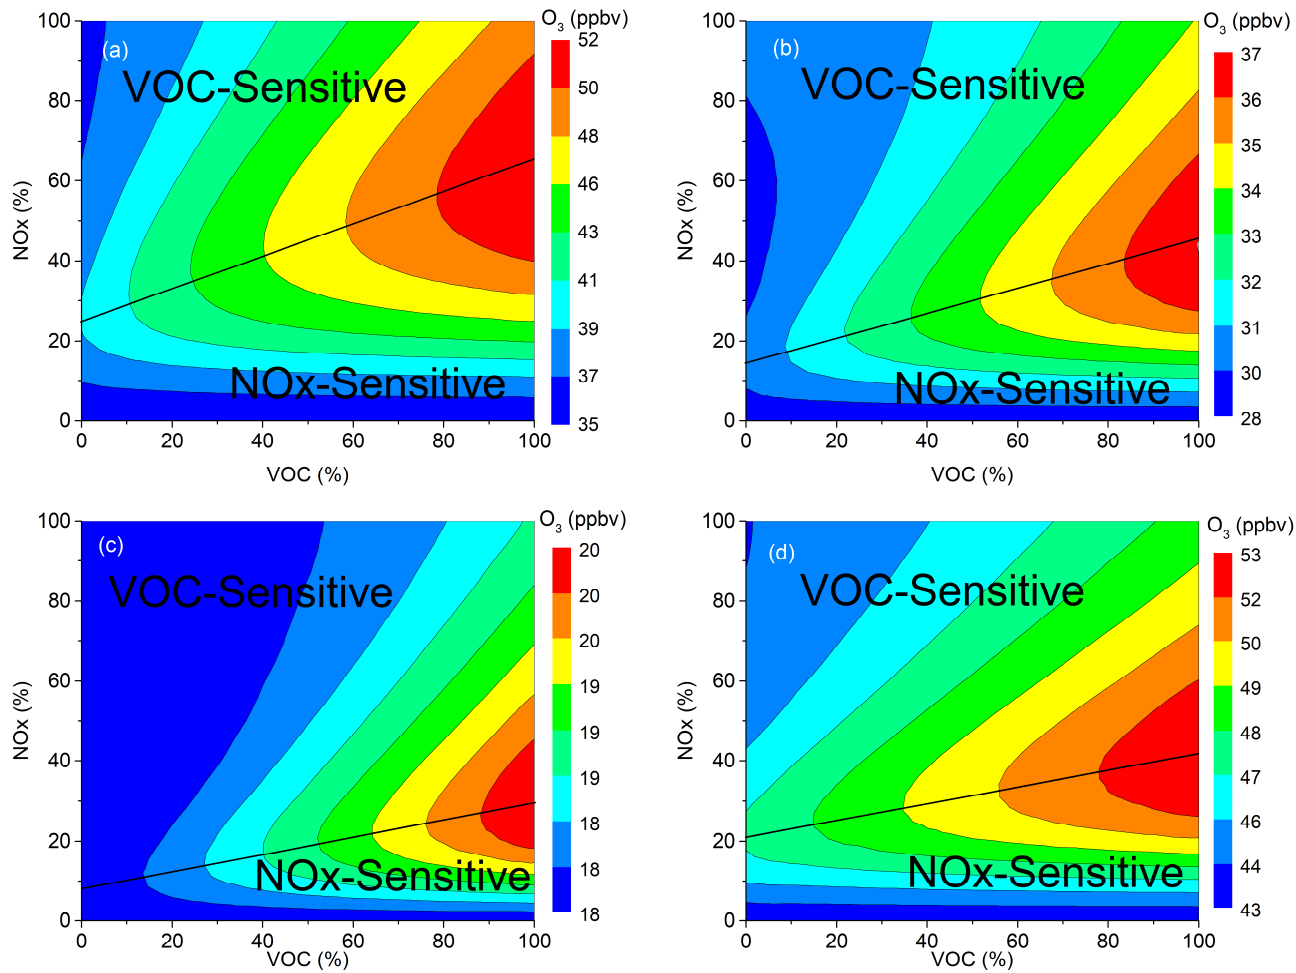 O3 (ppbv)
(a)
VOC-Sensitive
NOx-Sensitive
NOx (%)
100
80
60
40
20
0
0 20 40 60 80 100
VOC (%)
52
50
48
46
43
41
39
37
35
O3 (ppbv)
(b)
VOC-Sensitive
NOx-Sensitive
NOx (%)
100
80
60
40
20
0
0 20 40 60 80 100
VOC (%)
37
36
35
34
33
32
31
30
28
O3 (ppbv)
(c)
VOC-Sensitive
NOx-Sensitive
NOx (%)
100
80
60
40
20
0
0 20 40 60 80 100
VOC (%)
20
20
20
19
19
19
18
18
18
O3 (ppbv)
(d)
VOC-Sensitive
NOx-Sensitive
NOx (%)
100
80
60
40
20
0
0 20 40 60 80 100
VOC (%)
53
52
50
49
48
47
46
44
43